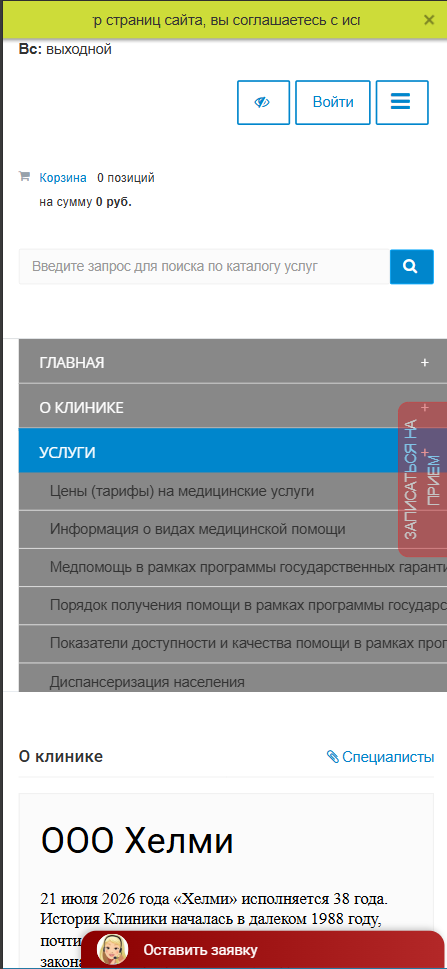 р страниц сайта, вы соглашаетесь с исп
×
Вс: выходной
Войти
Корзина 0 позиций
на сумму 0 руб.
Введите запрос для поиска по каталогу услуг
ГЛАВНАЯ +
О КЛИНИКЕ +
УСЛУГИ +
ЗАПИСАТЬСЯ НА
ПРИЕМ
Цены (тарифы) на медицинские услуги
Информация о видах медицинской помощи
Медпомощь в рамках программы государственных гаранти
Порядок получения помощи в рамках программы государс
Показатели доступности и качества помощи в рамках прог
Диспансеризация населения
О клинике
Специалисты
ООО Хелми
21 июля 2026 года «Хелми» исполняется 38 года.
История Клиники началась в далеком 1988 году,
почти
закона
Оставить заявку